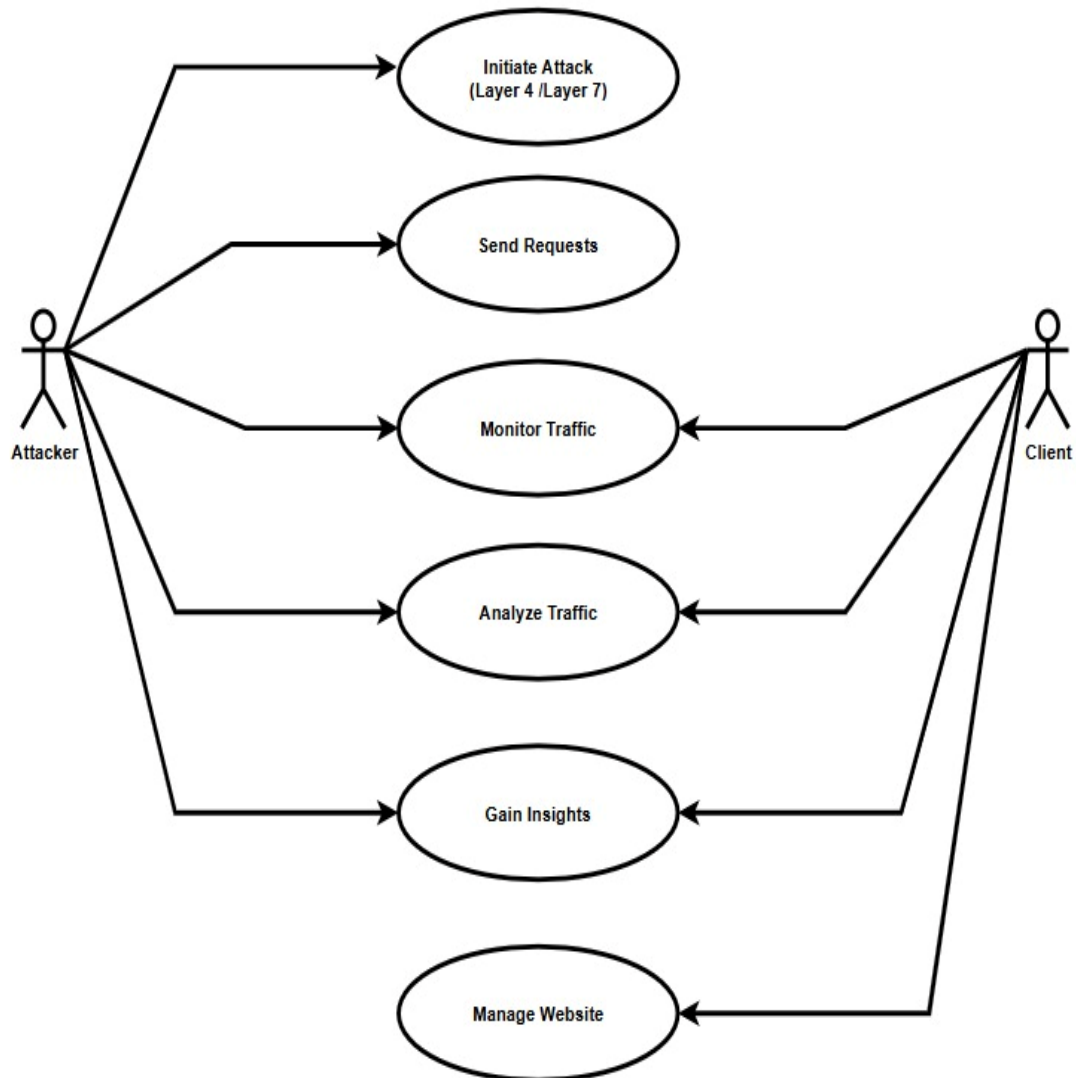 Initiate Attack
(Layer 4 /Layer 7)
Send Requests
Monitor Traffic
Attacker
Client
Analyze Traffic
Gain Insights
Manage Website